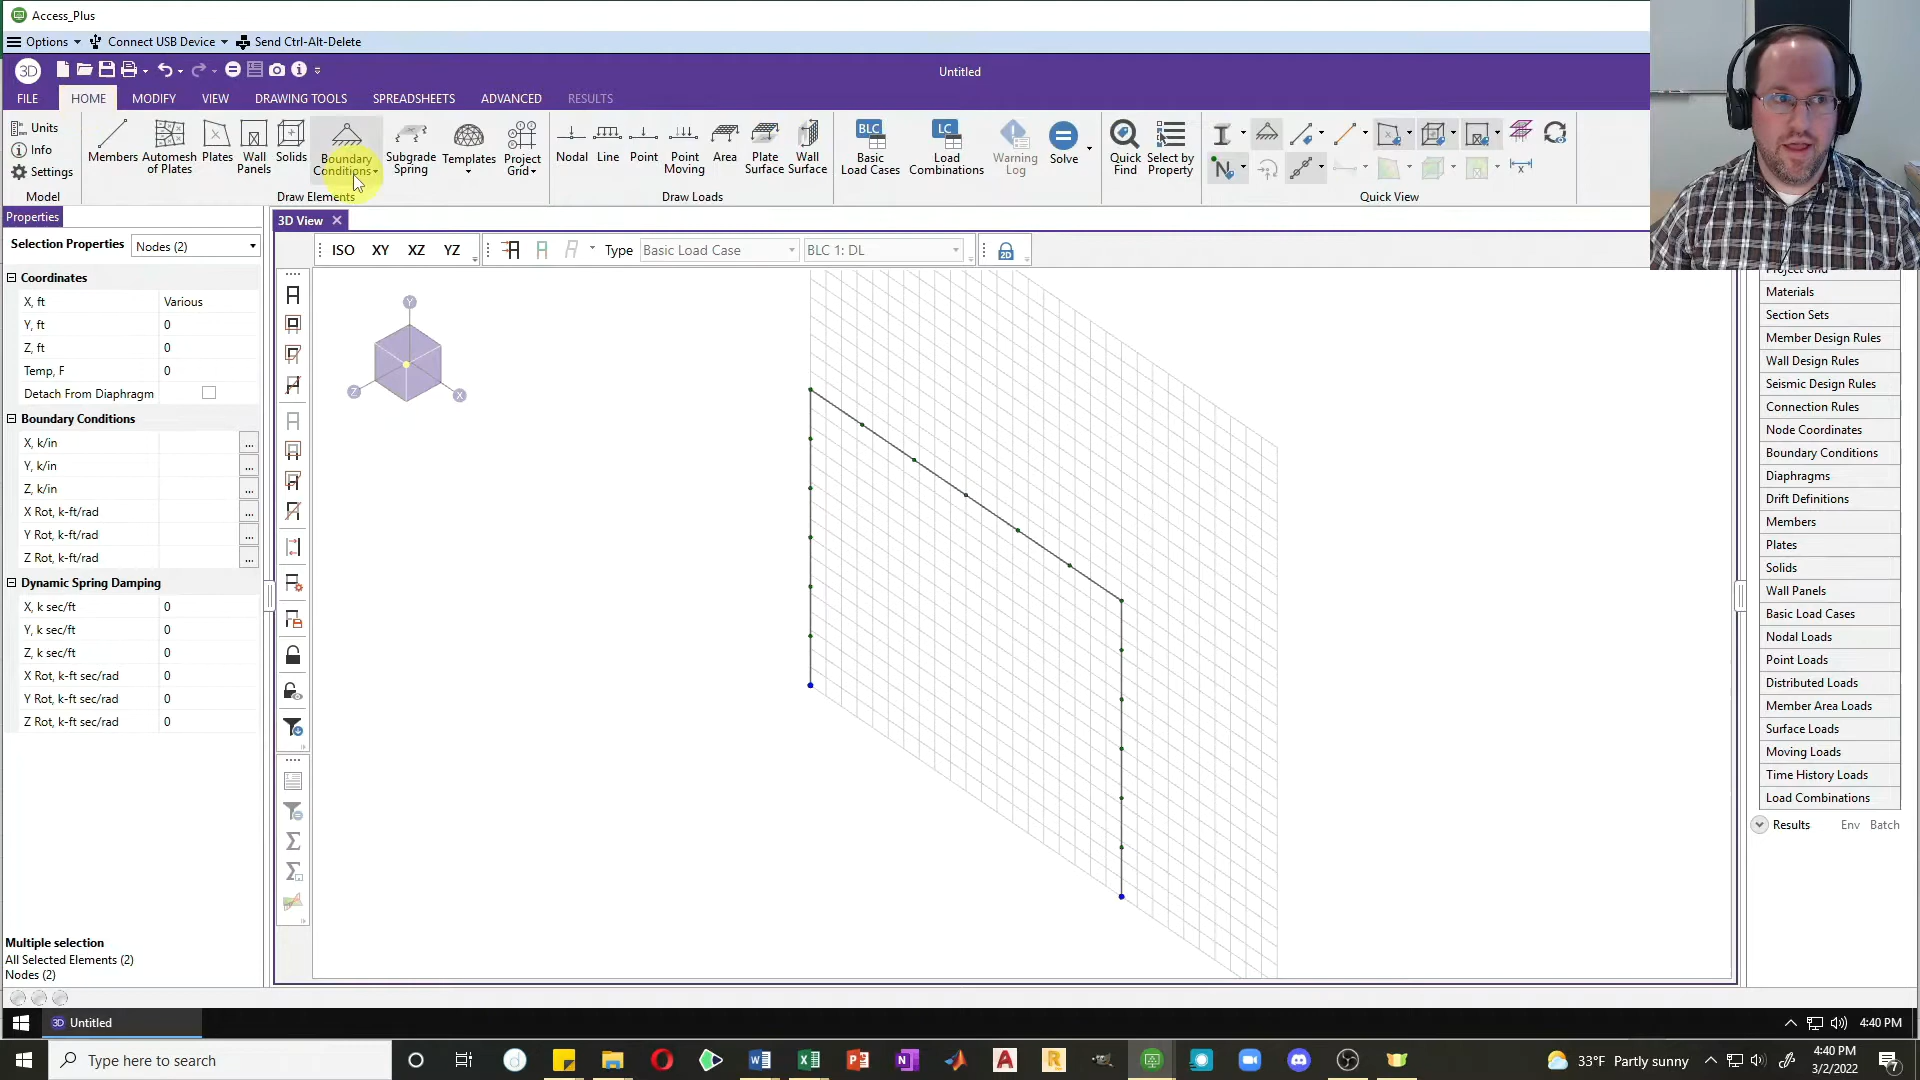 Access_Plus
Options Connect USB Device Send Ctrl-Alt-Delete
3D Untitled
FILE HOME MODIFY VIEW DRAWING TOOLS SPREADSHEETS ADVANCED RESULTS
Units
Info
Settings
Model
Members
Automesh of Plates
Plates
Wall Panels
Solids
Boundary Conditions
Subgrade Spring
Templates
Project Grid
Draw Elements
Nodal
Line
Point
Point Moving
Area
Plate Surface
Wall Surface
Draw Loads
BLC
Basic Load Cases
LC
Load Combinations
Warning Log
Solve
Quick Find
Select by Property
N
Quick View
Properties
Selection Properties Nodes (2)
Coordinates
X, ft Various
Y, ft 0
Z, ft 0
Temp, F 0
Detach From Diaphragm
Boundary Conditions
X, k/in ...
Y, k/in ...
Z, k/in ...
X Rot, k-ft/rad ...
Y Rot, k-ft/rad ...
Z Rot, k-ft/rad ...
Dynamic Spring Damping
X, k sec/ft 0
Y, k sec/ft 0
Z, k sec/ft 0
X Rot, k-ft sec/rad 0
Y Rot, k-ft sec/rad 0
Z Rot, k-ft sec/rad 0
Multiple selection
All Selected Elements (2)
Nodes (2)
3D View
ISO XY XZ YZ Type Basic Load Case BLC 1: DL 2D
Y
Z
X
Project Grid
Materials
Section Sets
Member Design Rules
Wall Design Rules
Seismic Design Rules
Connection Rules
Node Coordinates
Boundary Conditions
Diaphragms
Drift Definitions
Members
Plates
Solids
Wall Panels
Basic Load Cases
Nodal Loads
Point Loads
Distributed Loads
Member Area Loads
Surface Loads
Moving Loads
Time History Loads
Load Combinations
Results Env Batch
3D Untitled 4:40 PM
Type here to search
33°F Partly sunny
4:40 PM
3/2/2022
7